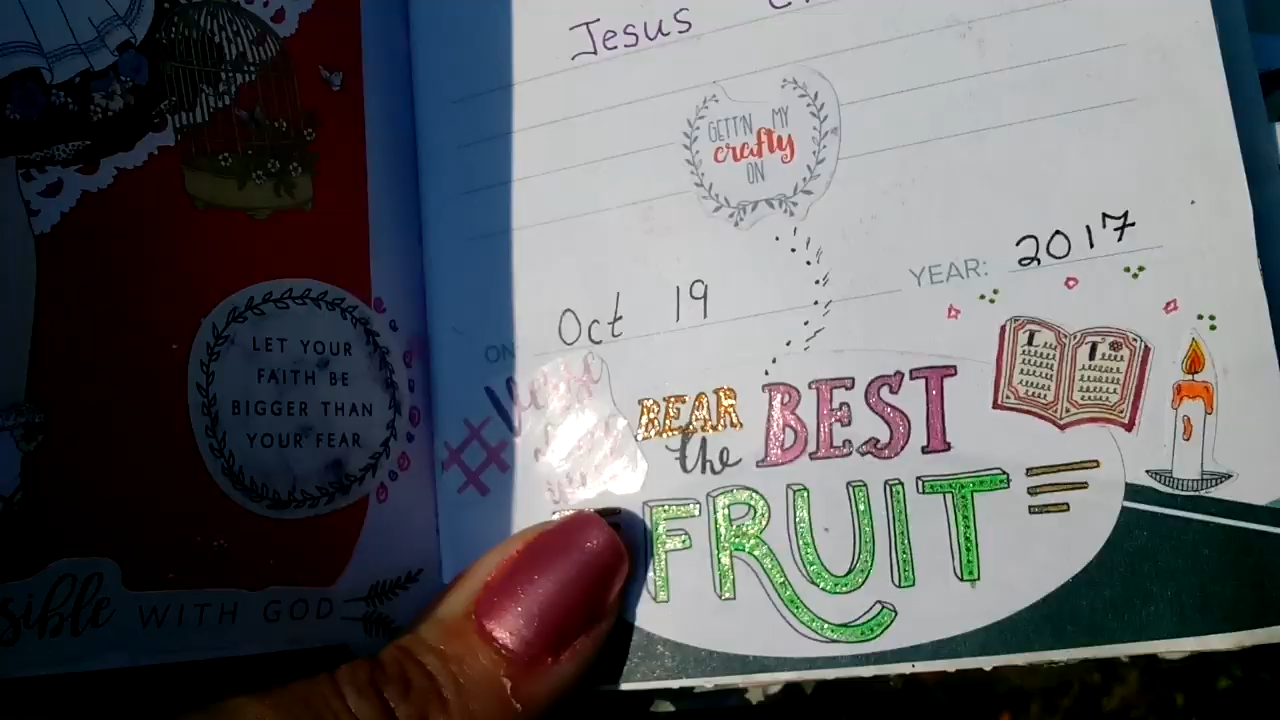 LET YOUR
FAITH BE
BIGGER THAN
YOUR FEAR
WITH GOD
Jesus
GETT'N MY
crafty
ON
ON Oct 19 YEAR: 2017
BEAR
the BEST
FRUIT